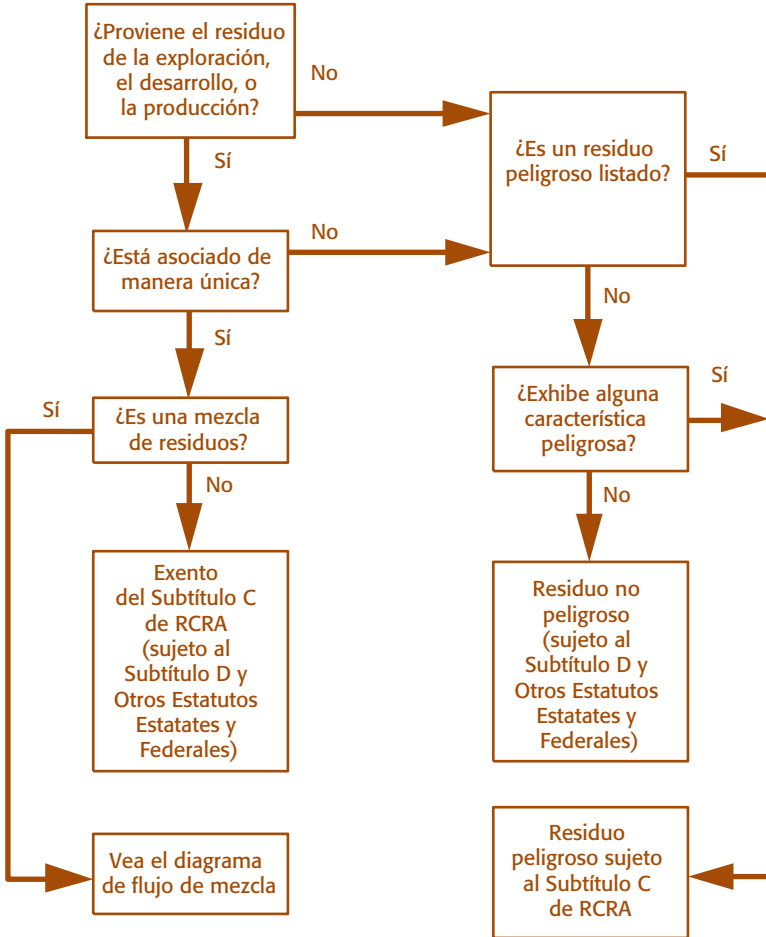 ¿Proviene el residuo
de la exploración,
el desarrollo, o
la producción?
No
Sí
¿Es un residuo
peligroso listado?
Sí
¿Está asociado de
manera única?
No
Sí
No
¿Es una mezcla
de residuos?
Sí
No
¿Exhibe alguna
característica
peligrosa?
Sí
No
Exento
del Subtítulo C
de RCRA
(sujeto al
Subtítulo D y
Otros Estatutos
Estatates y
Federales)
Residuo no
peligroso
(sujeto al
Subtítulo D y
Otros Estatutos
Estatates y
Federales)
Vea el diagrama
de flujo de mezcla
Residuo
peligroso sujeto
al Subtítulo C
de RCRA